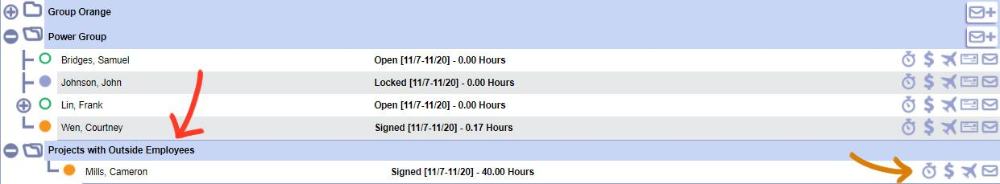 Group Orange
Power Group
Bridges, Samuel Open [11/7-11/20] - 0.00 Hours
Johnson, John Locked [11/7-11/20] - 0.00 Hours
Lin, Frank Open [11/7-11/20] - 0.00 Hours
Wen, Courtney Signed [11/7-11/20] - 0.17 Hours
Projects with Outside Employees
Mills, Cameron Signed [11/7-11/20] - 40.00 Hours